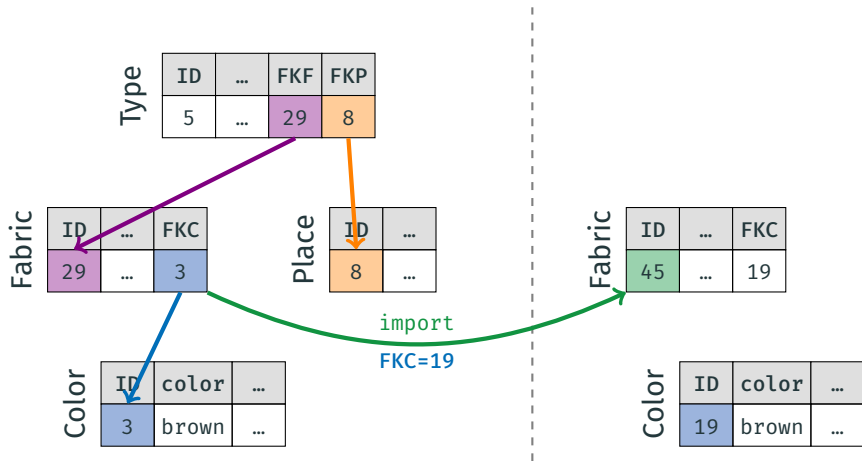 Type
ID … FKF FKP
5 … 29 8
Fabric
ID … FKC
29 … 3
Place
ID …
8 …
Fabric
ID … FKC
45 … 19
import
FKC=19
Color
ID color …
3 brown …
Color
ID color …
19 brown …